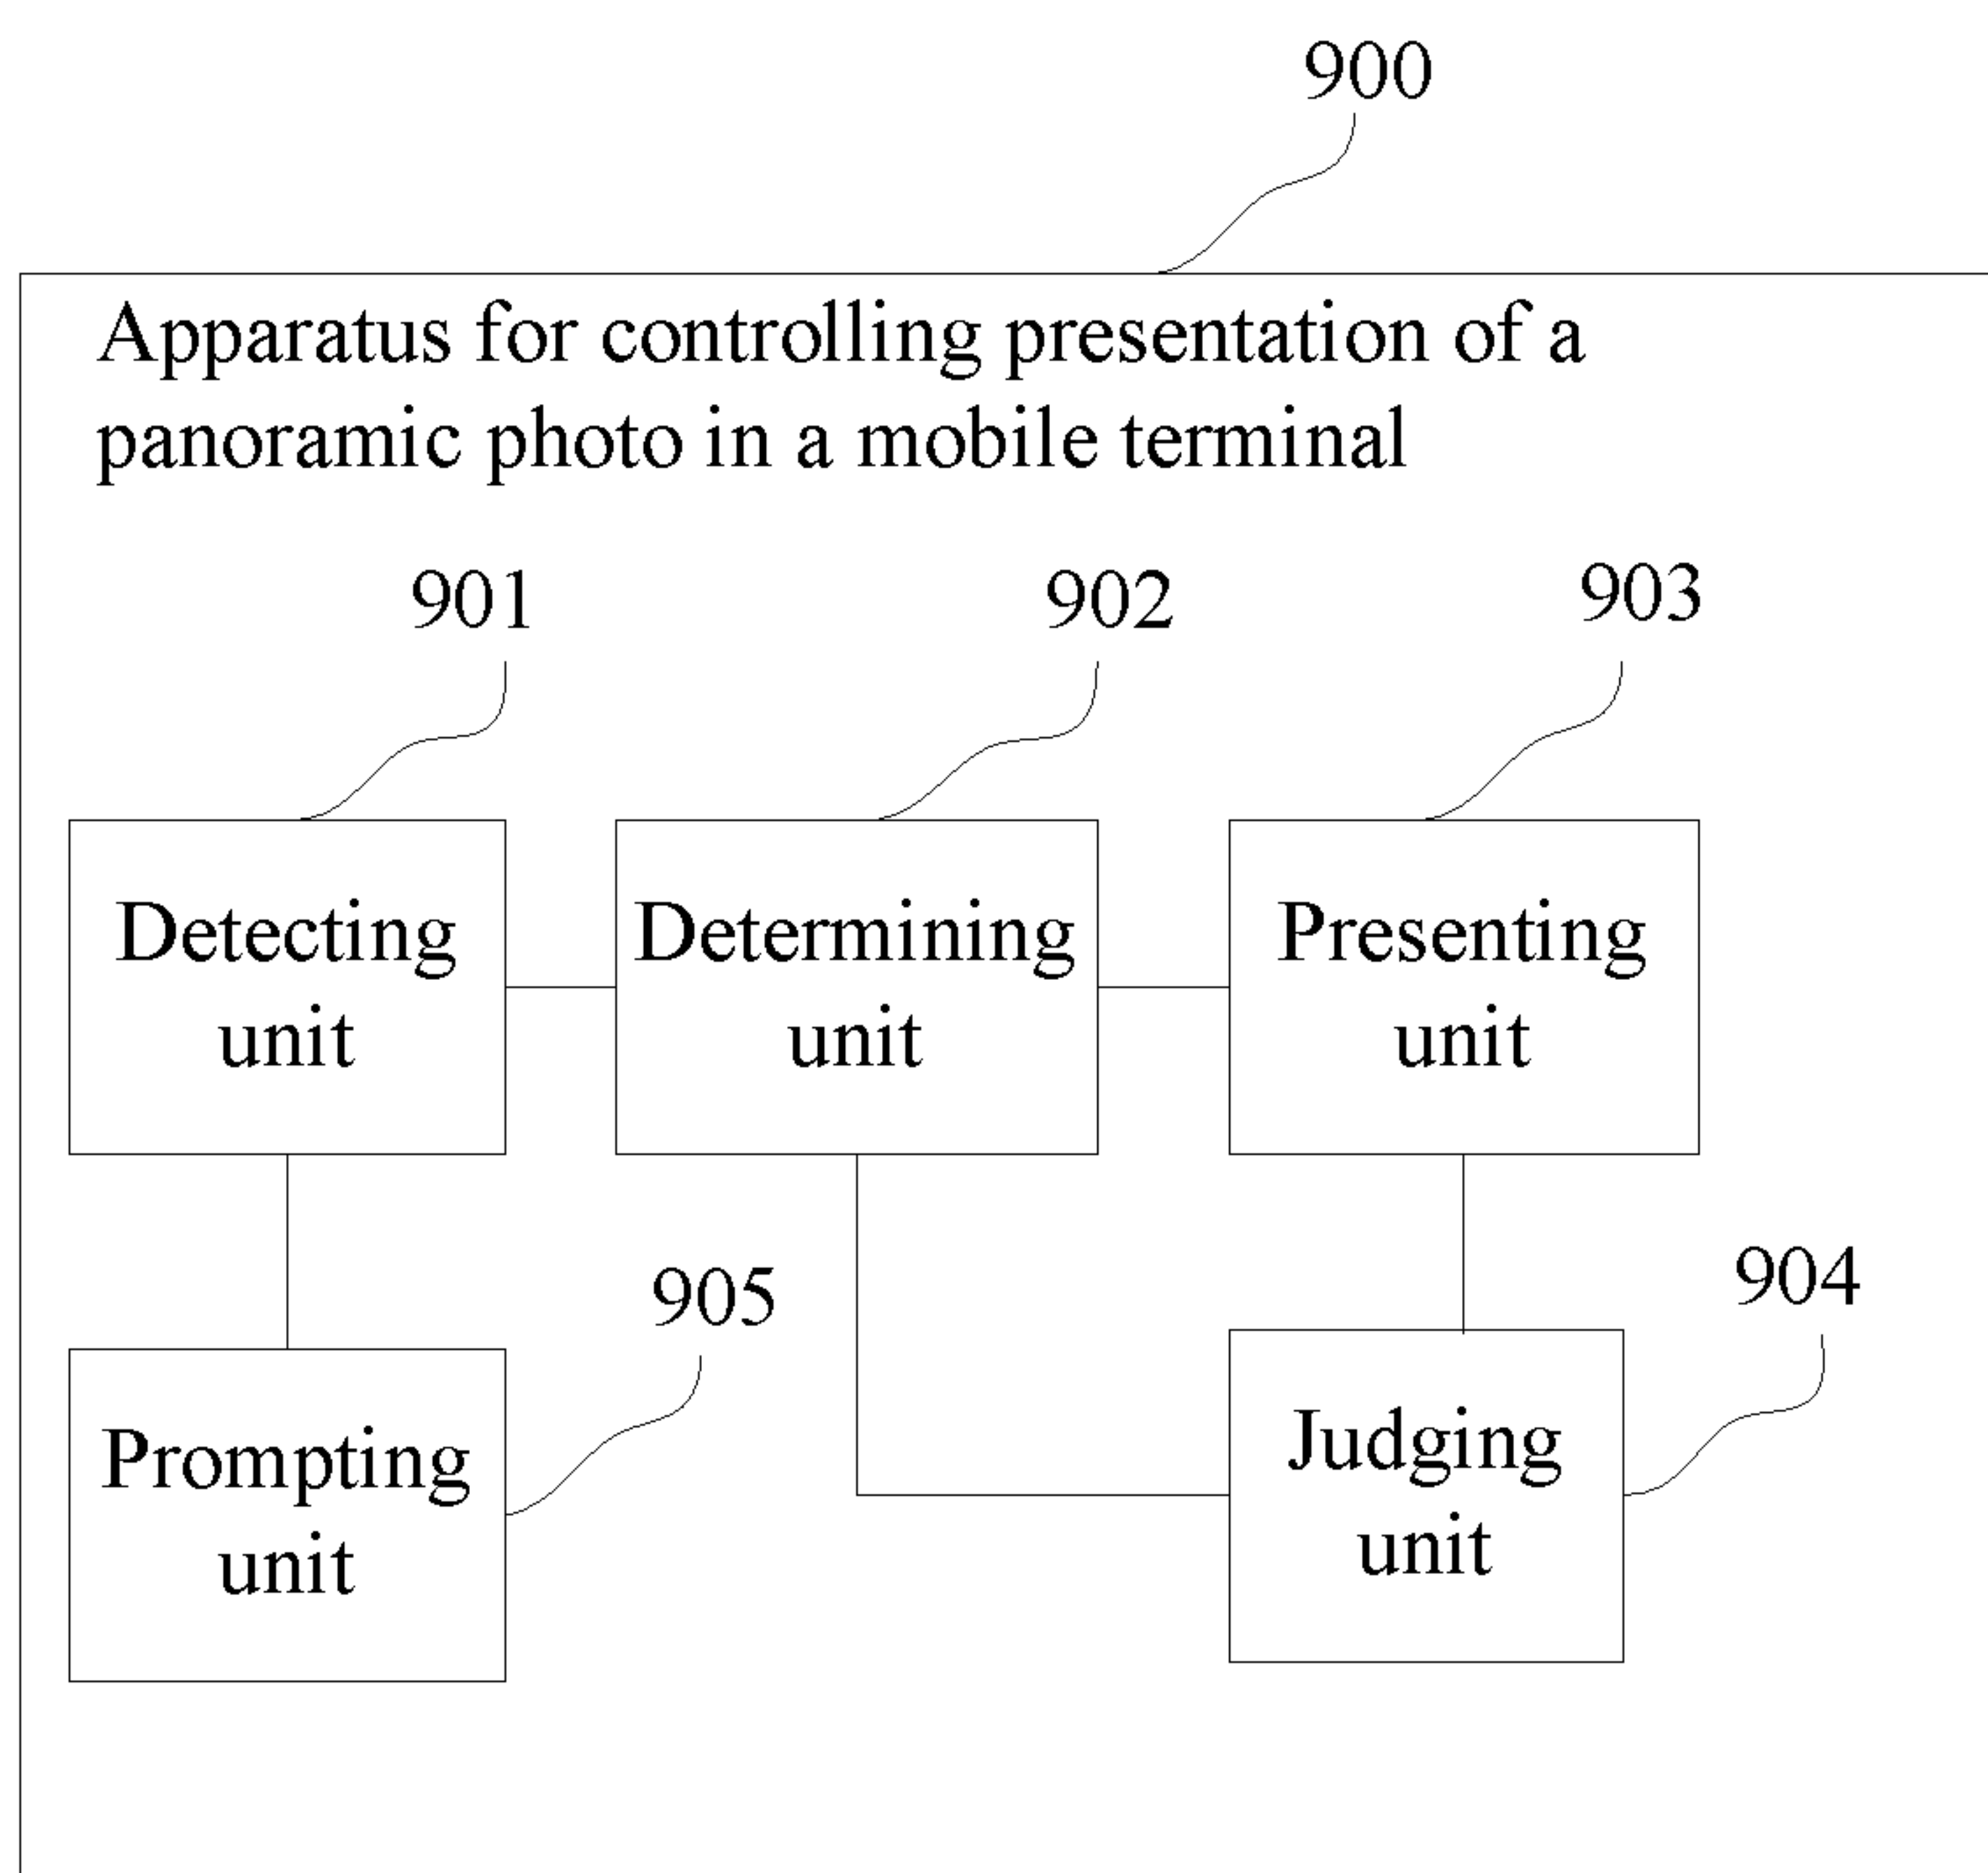 900
Apparatus for controlling presentation of a
panoramic photo in a mobile terminal
901
902
903
Detecting
unit
Determining
unit
Presenting
unit
905
904
Prompting
unit
Judging
unit